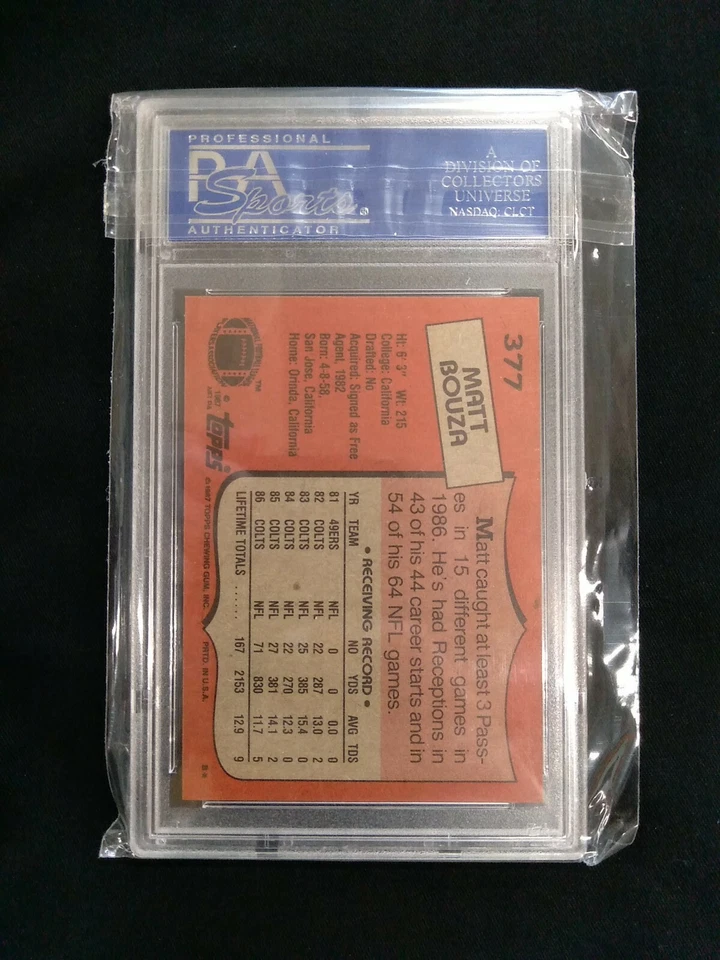 PROFESSIONAL
PSA
Sports®
AUTHENTICATOR
A
DIVISION OF
COLLECTORS
UNIVERSE
NASDAQ: CLCT
377
MATT
BOUZA
Ht: 6' 3" Wt: 215
College: California
Drafted: No
Acquired: Signed as Free
Agent, 1982
Born: 4-8-58,
San Jose, California
Home: Orinda, California
Matt caught at least 3 Pass-
es in 15 different games in
1986. He's had Receptions in
43 of his 44 career starts and in
54 of his 64 NFL games.
• RECEIVING RECORD •
YR TEAM NO YDS AVG TDS
81 49ERS NFL 0 0 0.0 0
82 COLTS NFL 22 287 13.0 2
83 COLTS NFL 25 385 15.4 0
84 COLTS NFL 22 270 12.3 0
85 COLTS NFL 27 381 14.1 2
86 COLTS NFL 71 830 11.7 5
LIFETIME TOTALS ...... 167 2153 12.9 9
TM
© 1987
topps
© 1987 TOPPS CHEWING GUM, INC. PRTD. IN U.S.A.